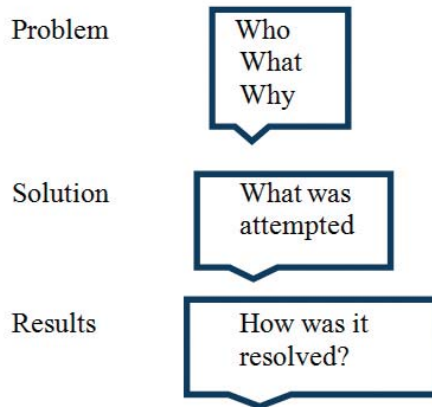 Problem
Who
What
Why
Solution
What was
attempted
Results
How was it
resolved?